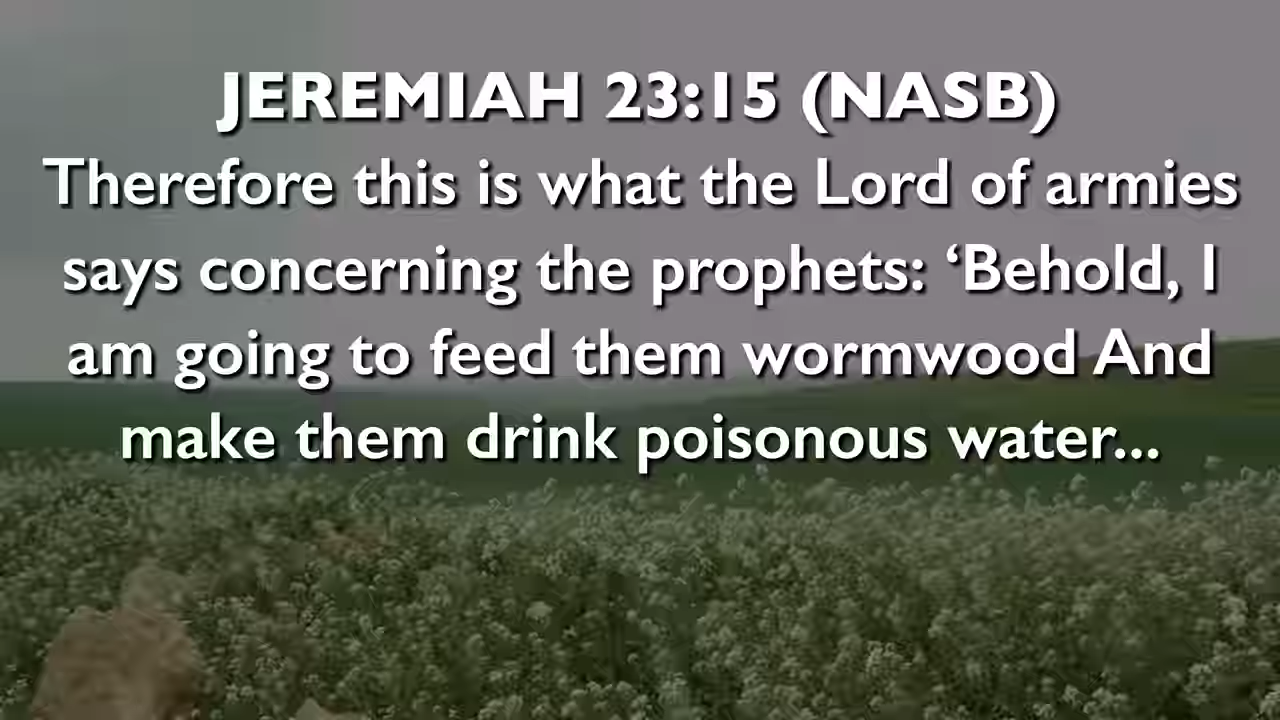 JEREMIAH 23:15 (NASB)
Therefore this is what the Lord of armies
says concerning the prophets: ‘Behold, I
am going to feed them wormwood And
make them drink poisonous water...